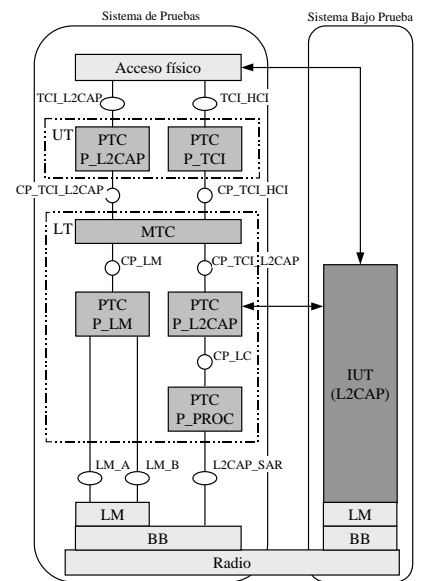 Sistema de Pruebas
Sistema Bajo Prueba
Acceso físico
TCI_L2CAP
TCI_HCI
UT
PTC
P_L2CAP
PTC
P_TCI
CP_TCI_L2CAP
CP_TCI_HCI
LT
MTC
CP_LM
CP_TCI_L2CAP
PTC
P_LM
PTC
P_L2CAP
CP_LC
PTC
P_PROC
IUT
(L2CAP)
LM_A
LM_B
L2CAP_SAR
LM
BB
LM
BB
Radio